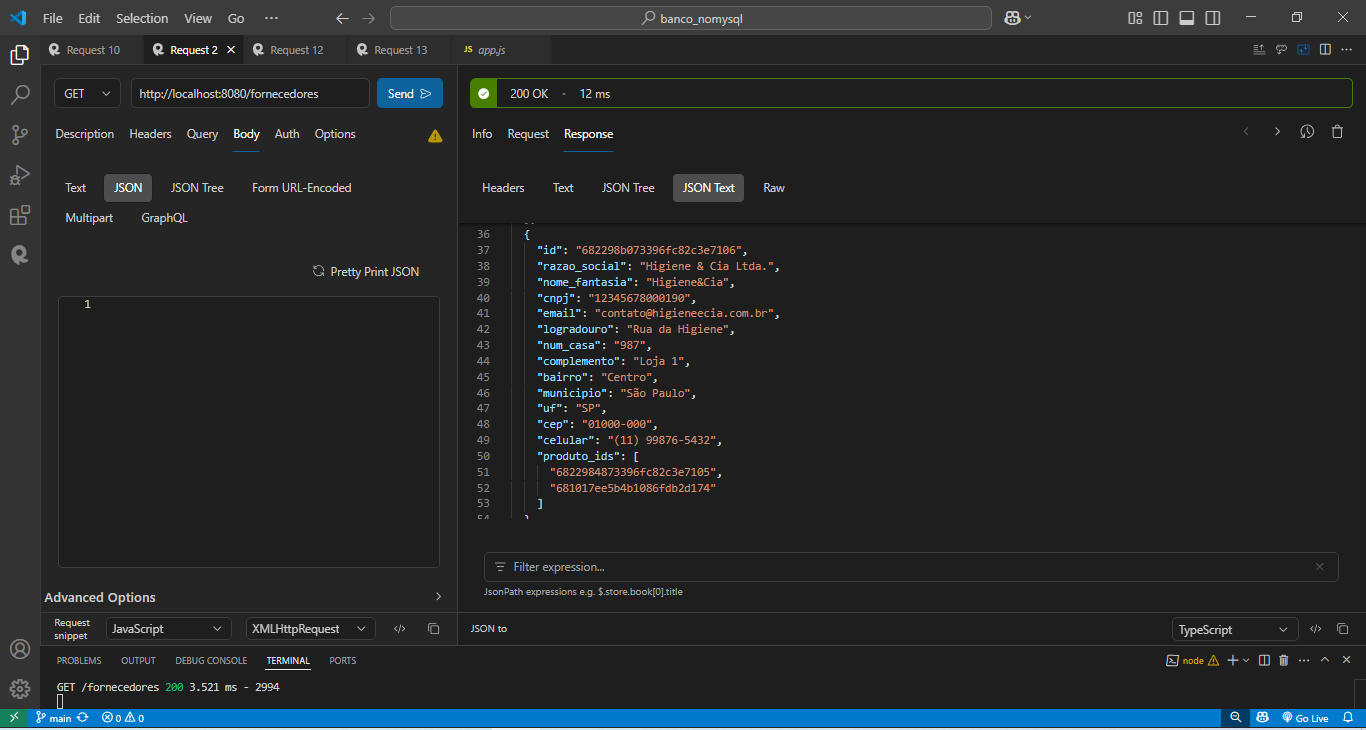 File Edit Selection View Go ··· banco_nomysql
Request 10 Request 2 Request 12 Request 13 JS app.js
GET http://localhost:8080/fornecedores Send
200 OK - 12 ms
Description Headers Query Body Auth Options
Info Request Response
Text JSON JSON Tree Form URL-Encoded
Multipart GraphQL
Headers Text JSON Tree JSON Text Raw
Pretty Print JSON
1
36 {
37 "id": "682298b073396fc82c3e7106",
38 "razao_social": "Higiene & Cia Ltda.",
39 "nome_fantasia": "Higiene&Cia",
40 "cnpj": "12345678000190",
41 "email": "contato@higieneecia.com.br",
42 "logradouro": "Rua da Higiene",
43 "num_casa": "987",
44 "complemento": "Loja 1",
45 "bairro": "Centro",
46 "municipio": "São Paulo",
47 "uf": "SP",
48 "cep": "01000-000",
49 "celular": "(11) 99876-5432",
50 "produto_ids": [
51 "6822984873396fc82c3e7105",
52 "681017ee5b4b1086fdb2d174"
53 ]
54 }
Filter expression...
JsonPath expressions e.g. $.store.book[0].title
Advanced Options
Request snippet JavaScript XMLHttpRequest
JSON to TypeScript
PROBLEMS OUTPUT DEBUG CONSOLE TERMINAL PORTS node
GET /fornecedores 200 3.521 ms - 2994
main 0 0 Go Live